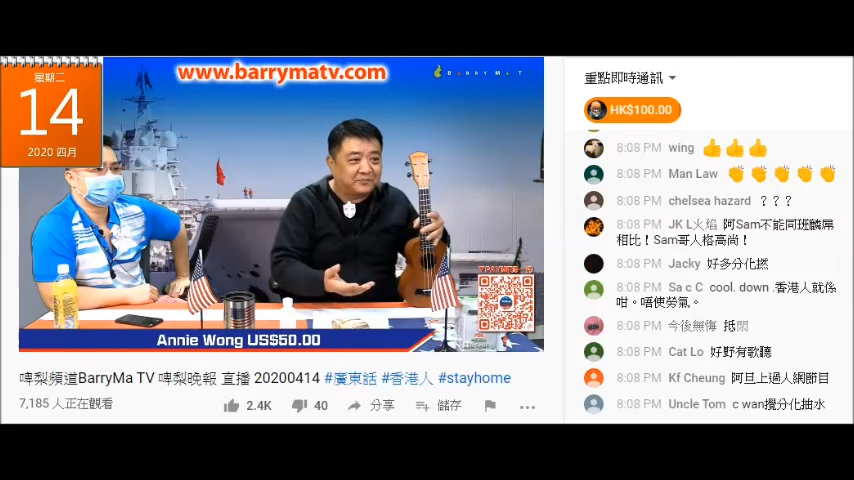 星期二
14
2020 四月
www.barrymatv.com
BARRY MA T
Annie Wong US$50.00
啤梨頻道BarryMa TV 啤梨晚報 直播 20200414 #廣東話 #香港人 #stayhome
7,185 人正在觀看
2.4K
40
分享
儲存
重點即時通訊
HK$100.00
8:08 PM wing
8:08 PM Man Law
8:08 PM chelsea hazard ？？？
8:08 PM JK L火焰 阿Sam不能同班麟屌
相比！Sam哥人格高尚！
8:08 PM Jacky 好多分化撚
8:08 PM Sa c C cool. down .香港人就係
咁。唔使勞氣。
8:08 PM 今後無悔 抵閪
8:08 PM Cat Lo 好野有歌聽
8:08 PM Kf Cheung 阿旦上過人網節目
8:08 PM Uncle Tom c wan攪分化抽水